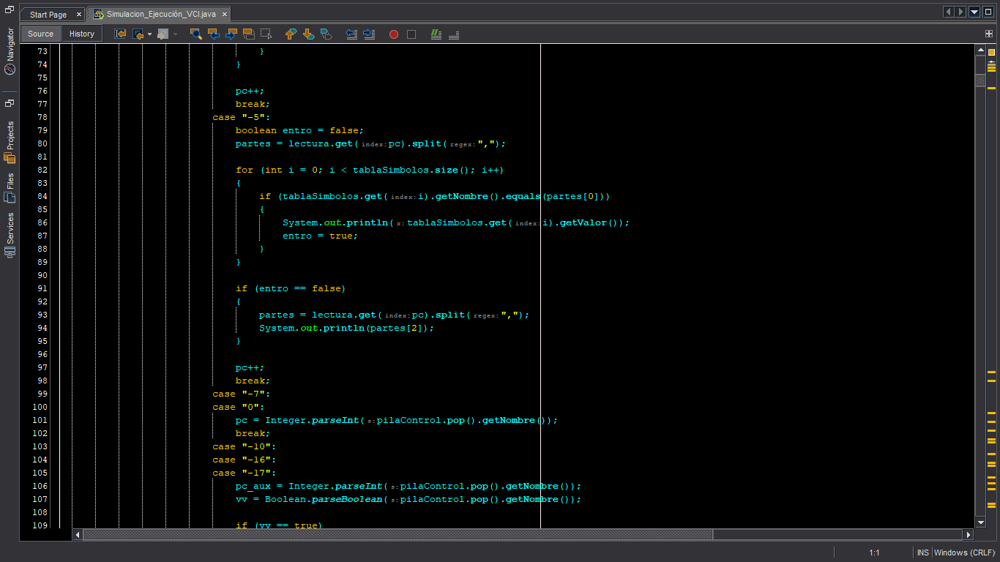 Start Page
Simulacion_Ejecución_VCI.java
Source
History
Navigator
Projects
Files
Services
73 }
74 }
75
76 pc++;
77 break;
78 case "-5":
79 boolean entro = false;
80 partes = lectura.get(index:pc).split(regex:",");
81
82 for (int i = 0; i < tablaSimbolos.size(); i++)
83 {
84 if (tablaSimbolos.get(index:i).getNombre().equals(partes[0]))
85 {
86 System.out.println(x:tablaSimbolos.get(index:i).getValor());
87 entro = true;
88 }
89 }
90
91 if (entro == false)
92 {
93 partes = lectura.get(index:pc).split(regex:",");
94 System.out.println(partes[2]);
95 }
96
97 pc++;
98 break;
99 case "-7":
100 case "0":
101 pc = Integer.parseInt(s:pilaControl.pop().getNombre());
102 break;
103 case "-10":
104 case "-16":
105 case "-17":
106 pc_aux = Integer.parseInt(s:pilaControl.pop().getNombre());
107 vv = Boolean.parseBoolean(s:pilaControl.pop().getNombre());
108
109 if (vv == true)
1:1
INS
Windows (CRLF)